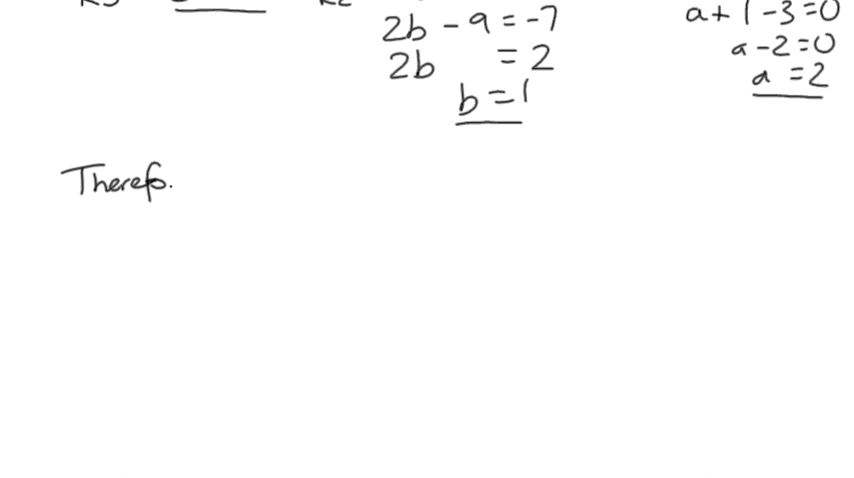 2b - 9 = -7
2b = 2
b = 1
a + 1 - 3 = 0
a - 2 = 0
a = 2
Therefo.